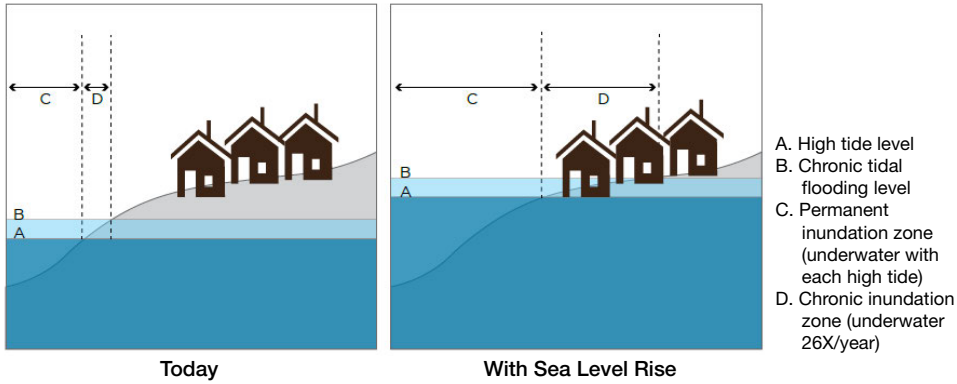 C
D
B
A
Today
C
D
B
A
With Sea Level Rise
A. High tide level
B. Chronic tidal
flooding level
C. Permanent
inundation zone
(underwater with
each high tide)
D. Chronic inundation
zone (underwater
26X/year)